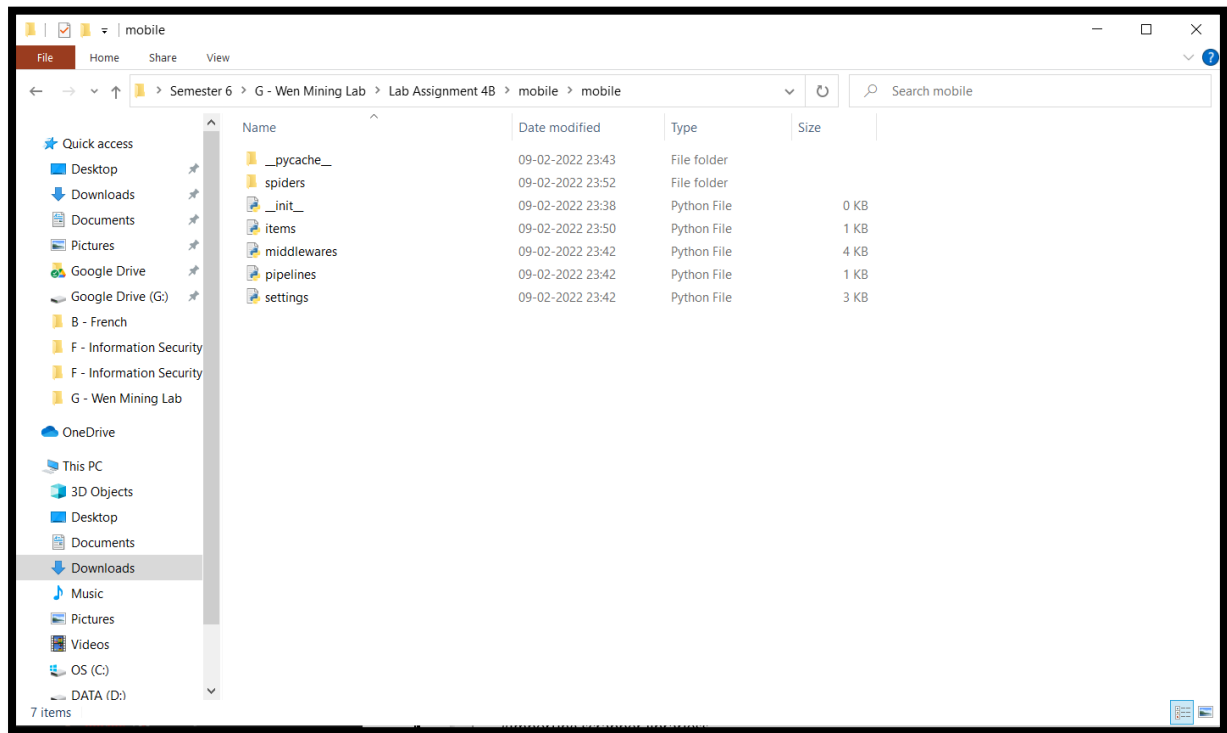 mobile
File Home Share View
Semester 6 > G - Wen Mining Lab > Lab Assignment 4B > mobile > mobile
Search mobile
Name Date modified Type Size
__pycache__ 09-02-2022 23:43 File folder
spiders 09-02-2022 23:52 File folder
__init__ 09-02-2022 23:38 Python File 0 KB
items 09-02-2022 23:50 Python File 1 KB
middlewares 09-02-2022 23:42 Python File 4 KB
pipelines 09-02-2022 23:42 Python File 1 KB
settings 09-02-2022 23:42 Python File 3 KB
Quick access
Desktop
Downloads
Documents
Pictures
Google Drive
Google Drive (G:)
B - French
F - Information Security
F - Information Security
G - Wen Mining Lab
OneDrive
This PC
3D Objects
Desktop
Documents
Downloads
Music
Pictures
Videos
OS (C:)
DATA (D:)
7 items